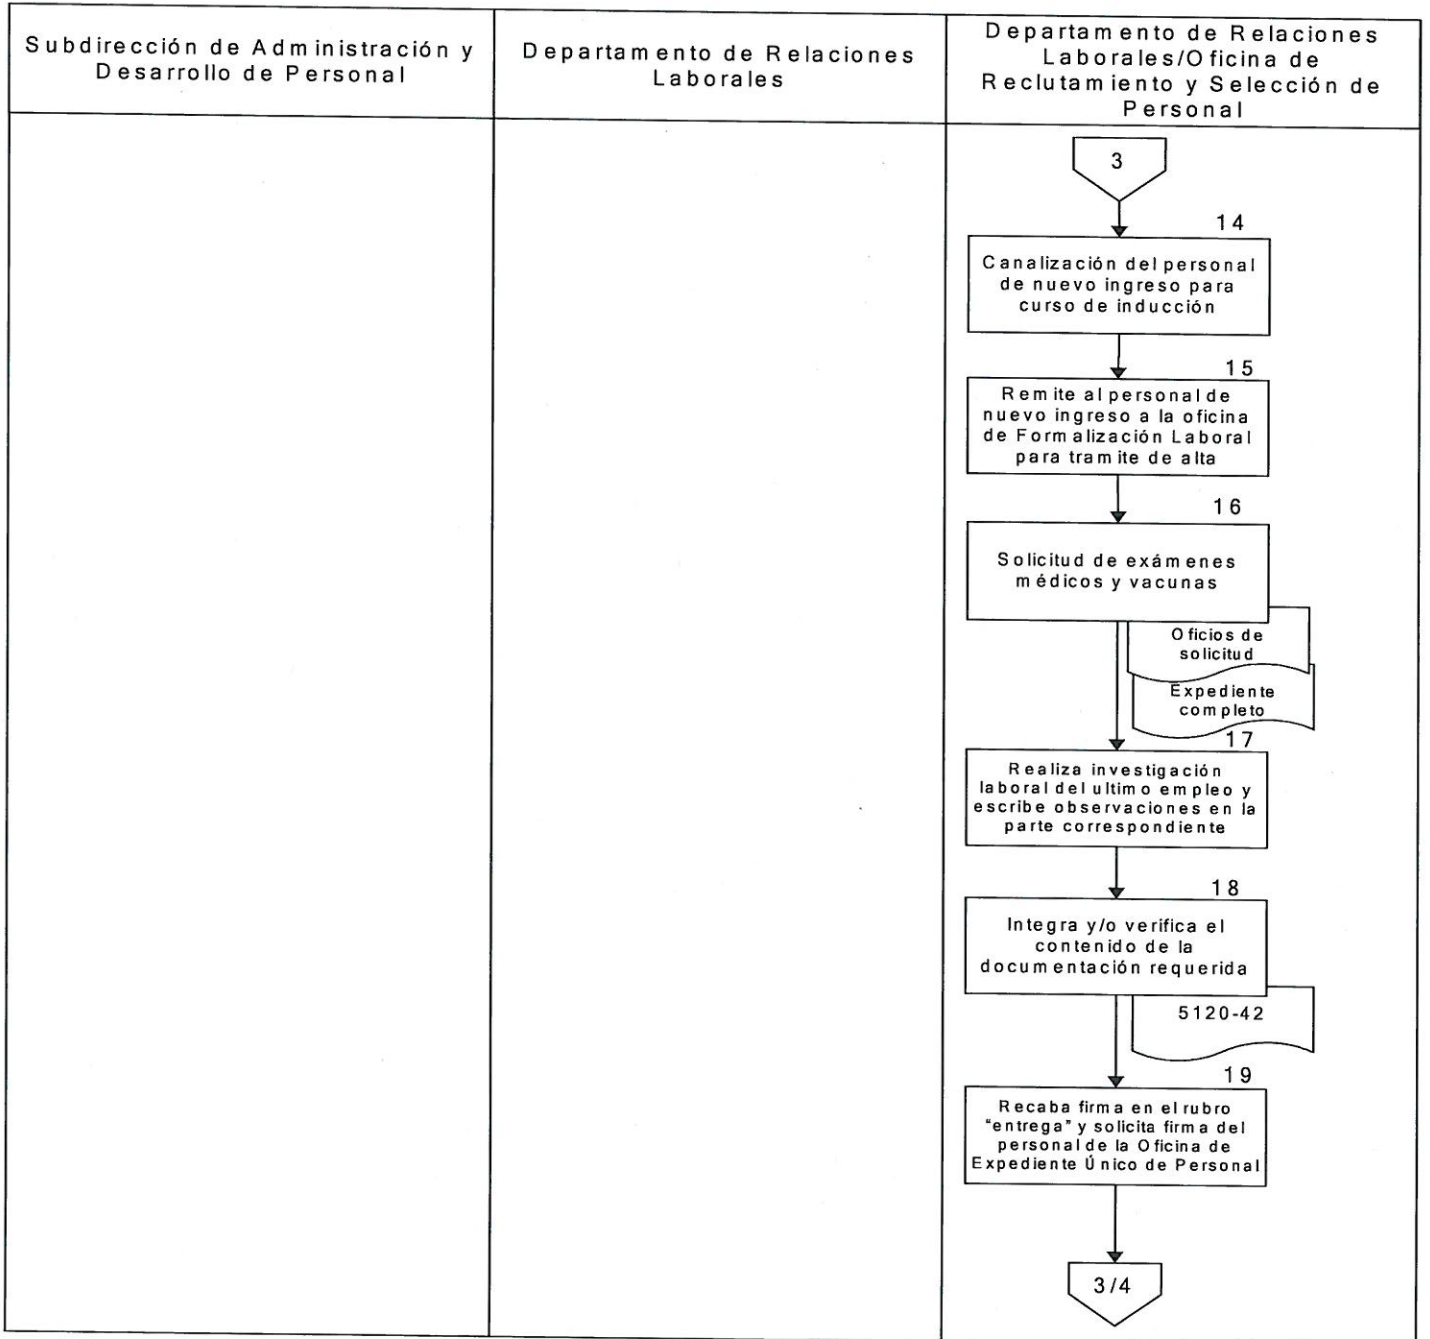 Subdirección de Administración y
Desarrollo de Personal
Departamento de Relaciones
Laborales
Departamento de Relaciones
Laborales/Oficina de
Reclutamiento y Selección de
Personal
3
14
Canalización del personal
de nuevo ingreso para
curso de inducción
15
Remite al personal de
nuevo ingreso a la oficina
de Formalización Laboral
para tramite de alta
16
Solicitud de exámenes
médicos y vacunas
Oficios de
solicitud
Expediente
completo
17
Realiza investigación
laboral del ultimo empleo y
escribe observaciones en la
parte correspondiente
18
Integra y/o verifica el
contenido de la
documentación requerida
5120-42
19
Recaba firma en el rubro
"entrega" y solicita firma del
personal de la Oficina de
Expediente Único de Personal
3/4